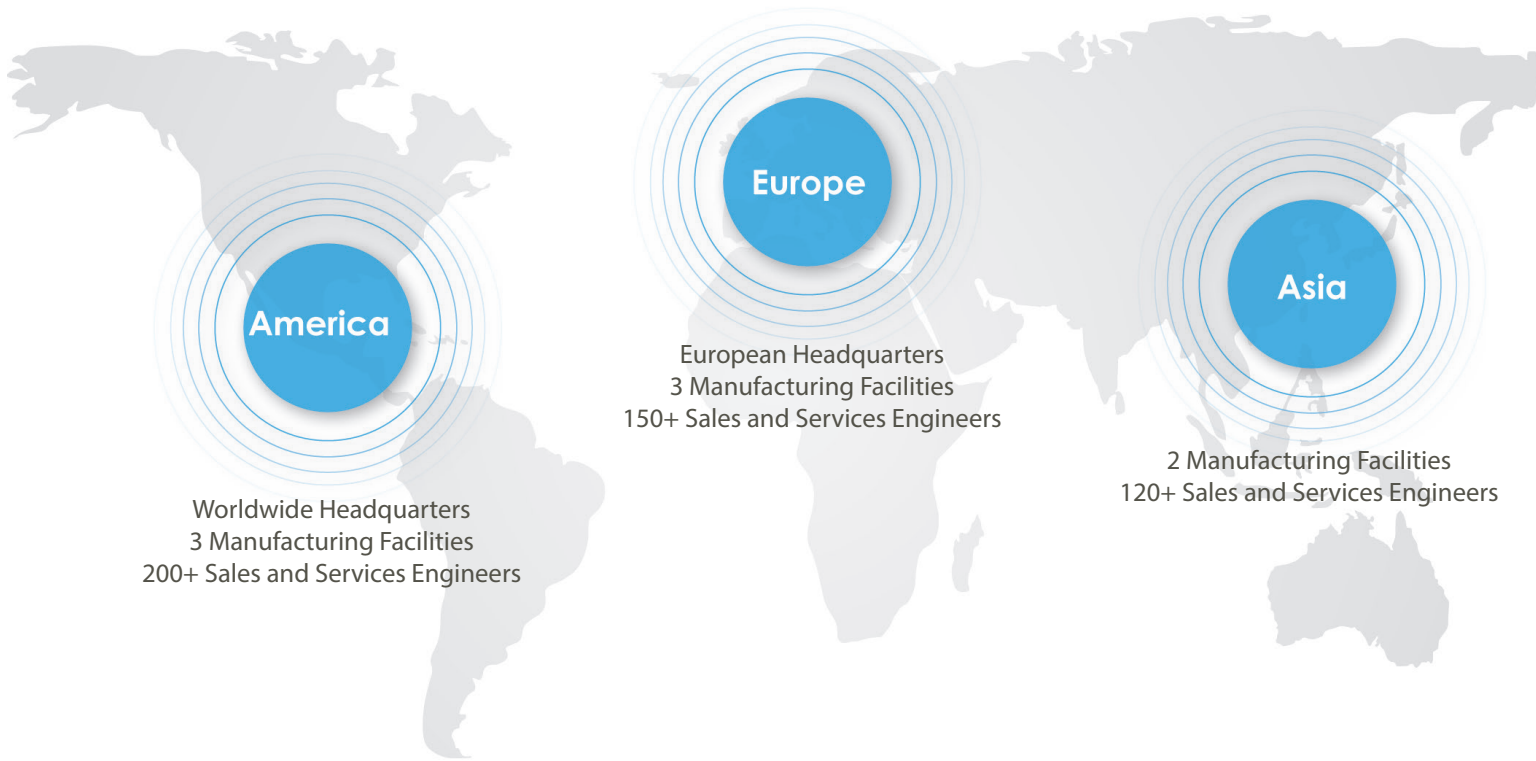 America
Worldwide Headquarters
3 Manufacturing Facilities
200+ Sales and Services Engineers
Europe
European Headquarters
3 Manufacturing Facilities
150+ Sales and Services Engineers
Asia
2 Manufacturing Facilities
120+ Sales and Services Engineers